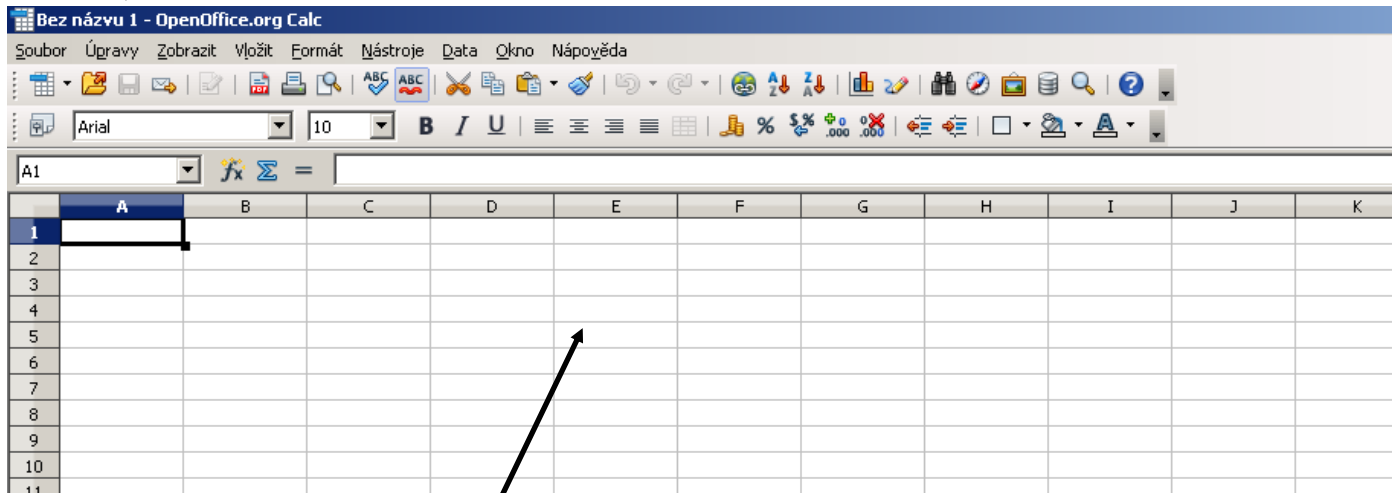 Bez názvu 1 - OpenOffice.org Calc
Soubor Úpravy Zobrazit Vložit Formát Nástroje Data Okno Nápověda
Arial 10 B I U
A1
A B C D E F G H I J K
1
2
3
4
5
6
7
8
9
10
11